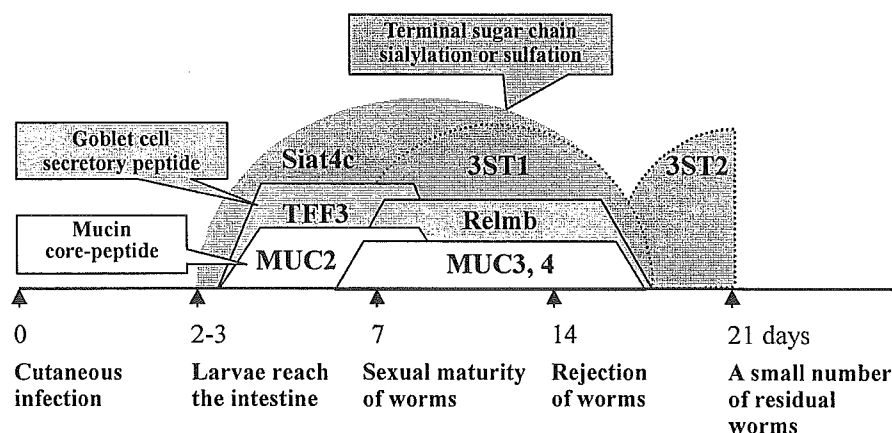 Terminal sugar chain
sialylation or sulfation
Goblet cell
secretory peptide
Siat4c
3ST1
3ST2
TFF3
Relmb
Mucin
core-peptide
MUC2
MUC3, 4
0
2-3
7
14
21 days
Cutaneous
infection
Larvae reach
the intestine
Sexual maturity
of worms
Rejection
of worms
A small number
of residual
worms